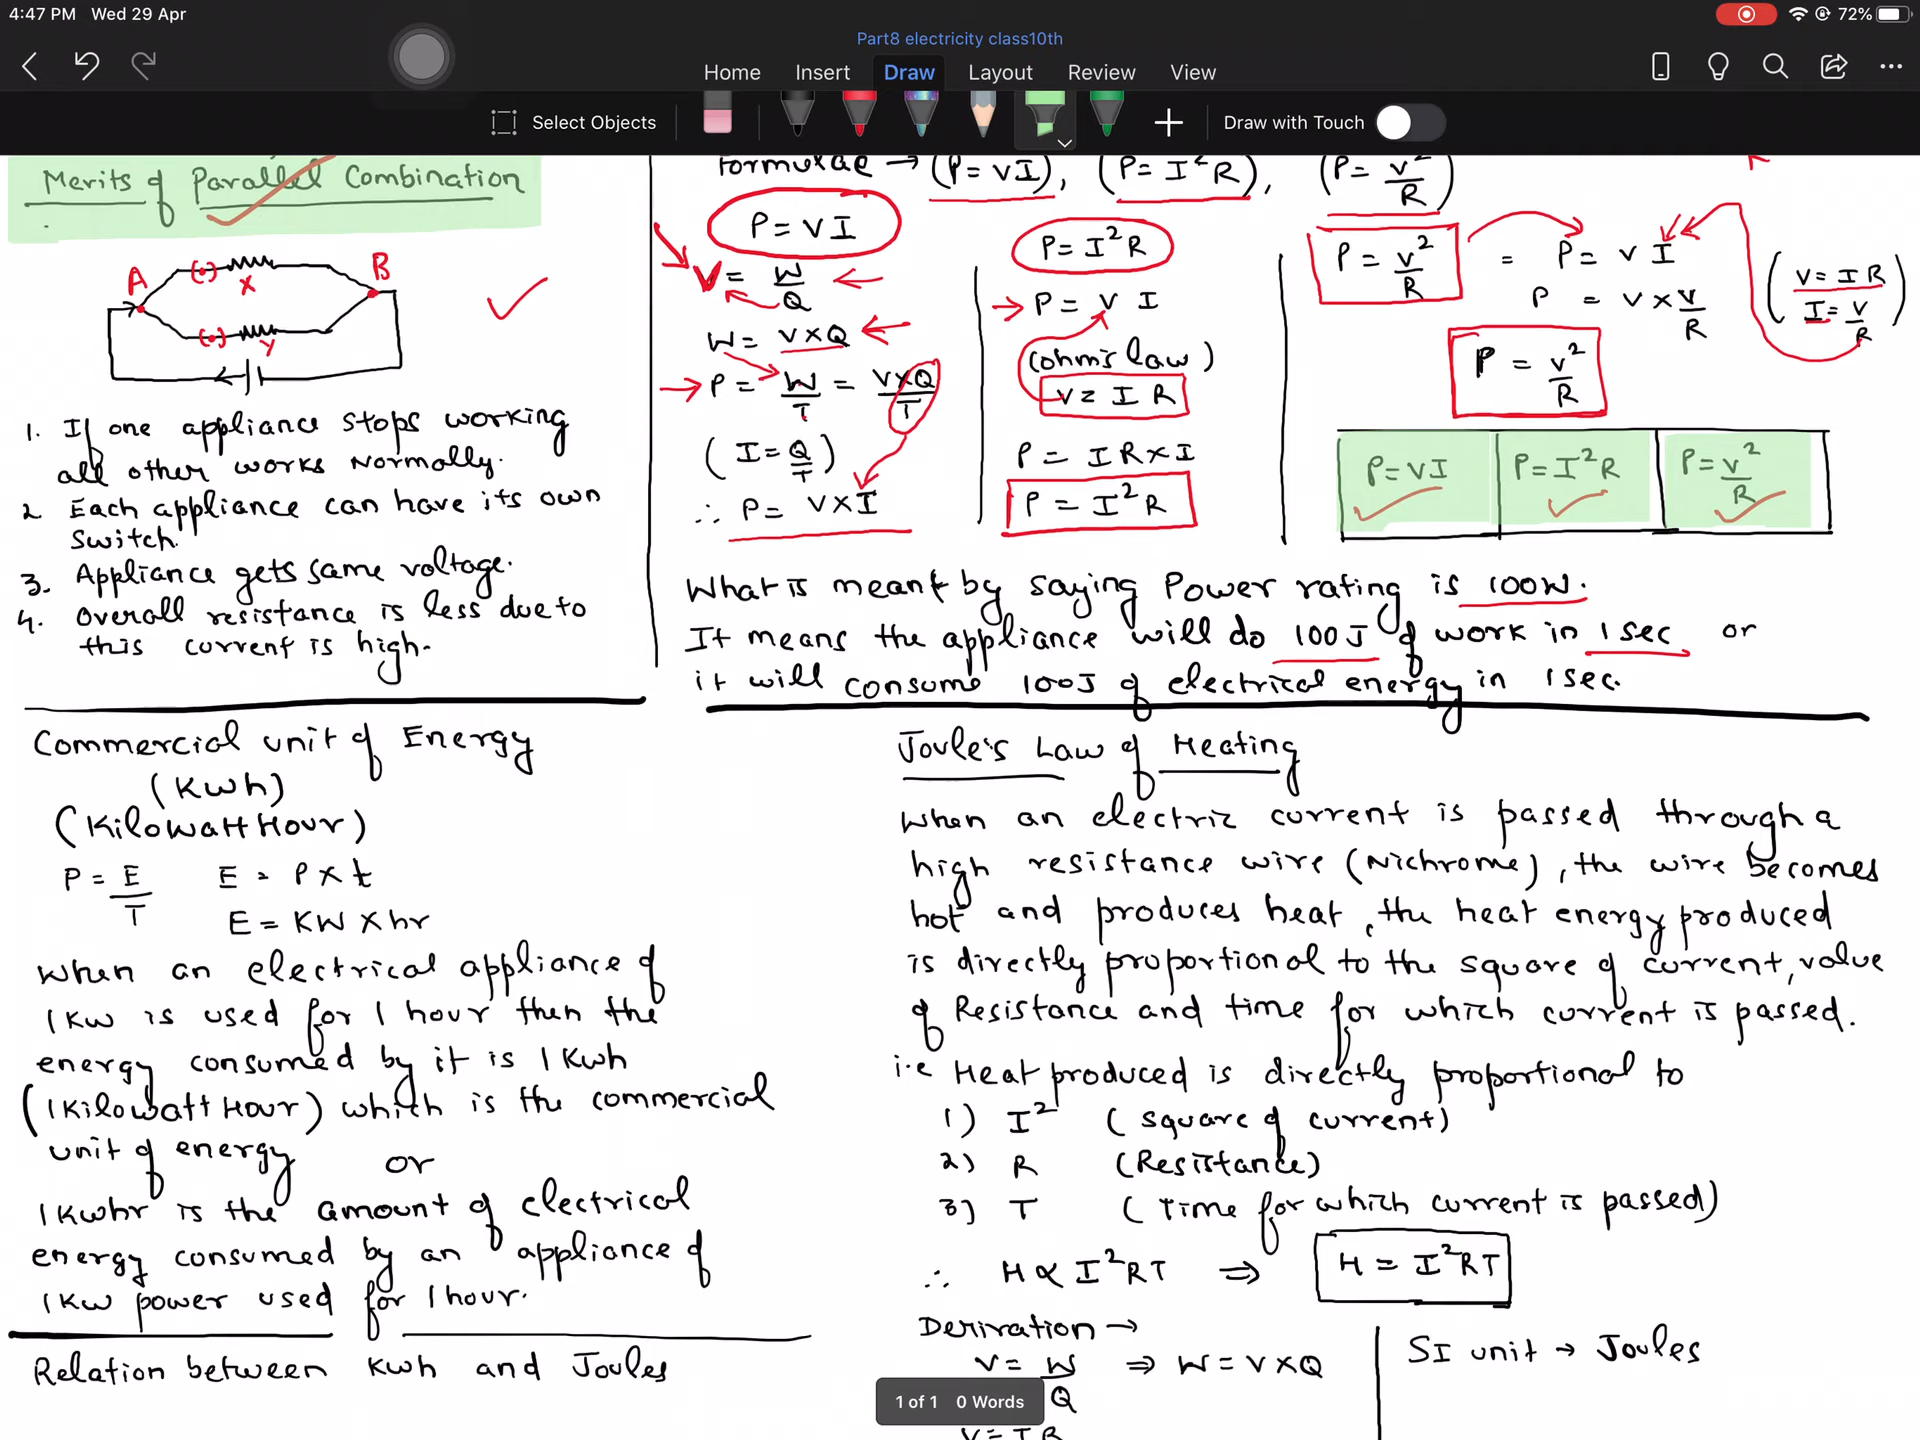 4:47 PM Wed 29 Apr
72%
Part8 electricity class10th
Home Insert Draw Layout Review View
Select Objects
Draw with Touch
Merits of Parallel Combination
A
B
(·) X
(·) Y
1. If one appliance stops working
all other works Normally.
2. Each appliance can have its own
Switch.
3. Appliance gets same voltage.
4. Overall resistance is less due to
this current is high.
Formulae → (P = VI), (P = I²R), (P = V²/R)
P = VI
V = W/Q
W = V×Q
P = W/T = V×Q/T
(I = Q/T)
∴ P = V×I
P = I²R
→ P = V I
(ohm's law)
V = I R
P = I R × I
P = I²R
P = V²/R = P = V I
P = V × V/R
(V = I R
I = V/R)
P = V²/R
P = VI P = I²R P = V²/R
What is meant by saying Power rating is 100W.
It means the appliance will do 100J of work in 1 sec or
it will consume 100J of electrical energy in 1 sec.
Commercial unit of Energy
(Kwh)
(Kilowatt Hour)
P = E/T E = P × t
E = KW × hr
When an electrical appliance of
1 KW is used for 1 hour then the
energy consumed by it is 1 Kwh
(1 Kilowatt Hour) which is the commercial
unit of energy or
1 Kwhr is the amount of electrical
energy consumed by an appliance of
1 KW power used for 1 hour.
Relation between Kwh and Joules
Joule's Law of Heating
When an electric current is passed through a
high resistance wire (Nichrome), the wire becomes
hot and produces heat, the heat energy produced
is directly proportional to the square of current, value
of Resistance and time for which current is passed.
i.e Heat produced is directly proportional to
1) I² (square of current)
2) R (Resistance)
3) T (Time for which current is passed)
∴ H ∝ I²RT ⇒ H = I²RT
Derivation →
V = W/Q ⇒ W = V×Q
V = IR
SI unit → Joules
1 of 1 0 Words